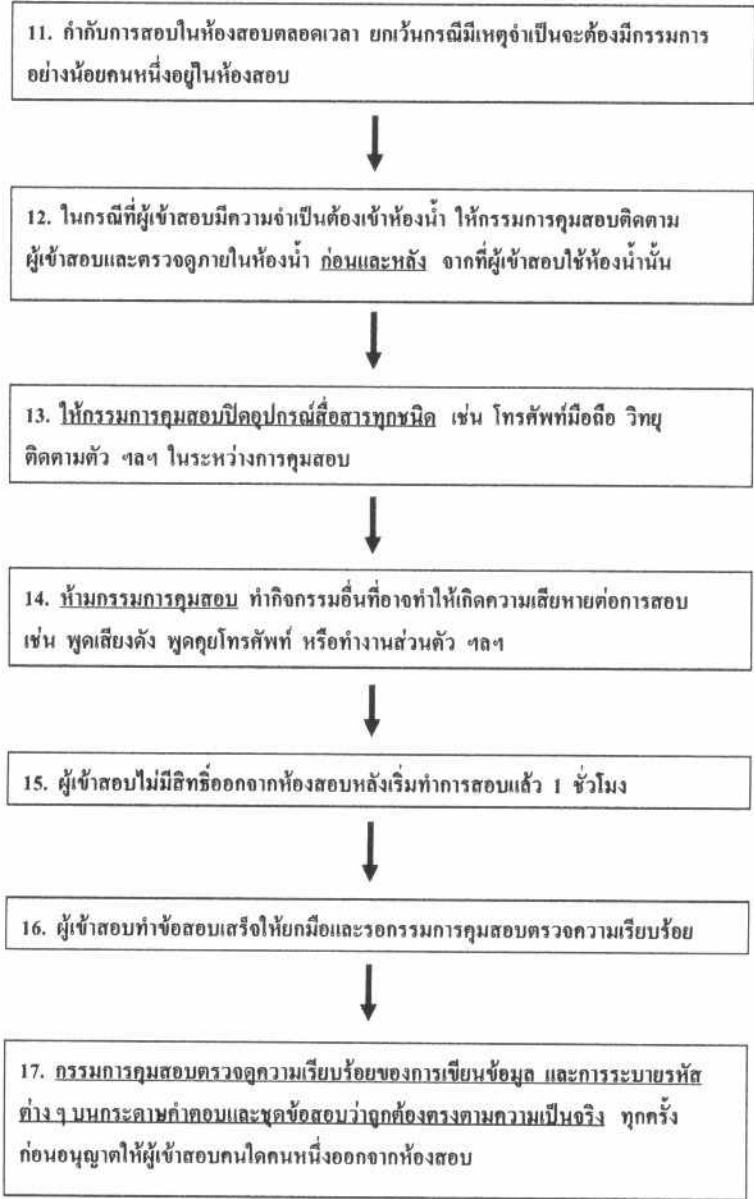 11. กำกับการสอบในห้องสอบตลอดเวลา ยกเว้นกรณีมีเหตุจำเป็นจะต้องมีกรรมการ
อย่างน้อยคนหนึ่งอยู่ในห้องสอบ
12. ในกรณีที่ผู้เข้าสอบมีความจำเป็นต้องเข้าห้องน้ำ ให้กรรมการคุมสอบติดตาม
ผู้เข้าสอบและตรวจดูภายในห้องน้ำ ก่อนและหลัง จากที่ผู้เข้าสอบใช้ห้องน้ำนั้น
13. ให้กรรมการคุมสอบปิดอุปกรณ์สื่อสารทุกชนิด เช่น โทรศัพท์มือถือ วิทยุ
ติดตามตัว ฯลฯ ในระหว่างการคุมสอบ
14. ห้ามกรรมการคุมสอบ ทำกิจกรรมอื่นที่อาจทำให้เกิดความเสียหายต่อการสอบ
เช่น พูดเสียงดัง พูดคุยโทรศัพท์ หรือทำงานส่วนตัว ฯลฯ
15. ผู้เข้าสอบไม่มีสิทธิ์ออกจากห้องสอบหลังเริ่มทำการสอบแล้ว 1 ชั่วโมง
16. ผู้เข้าสอบทำข้อสอบเสร็จให้ยกมือและรอกรรมการคุมสอบตรวจความเรียบร้อย
17. กรรมการคุมสอบตรวจดูความเรียบร้อยของการเขียนข้อมูล และการระบายรหัส
ต่าง ๆ บนกระดาษคำตอบและชุดข้อสอบว่าถูกต้องตรงตามความเป็นจริง ทุกครั้ง
ก่อนอนุญาตให้ผู้เข้าสอบคนใดคนหนึ่งออกจากห้องสอบ